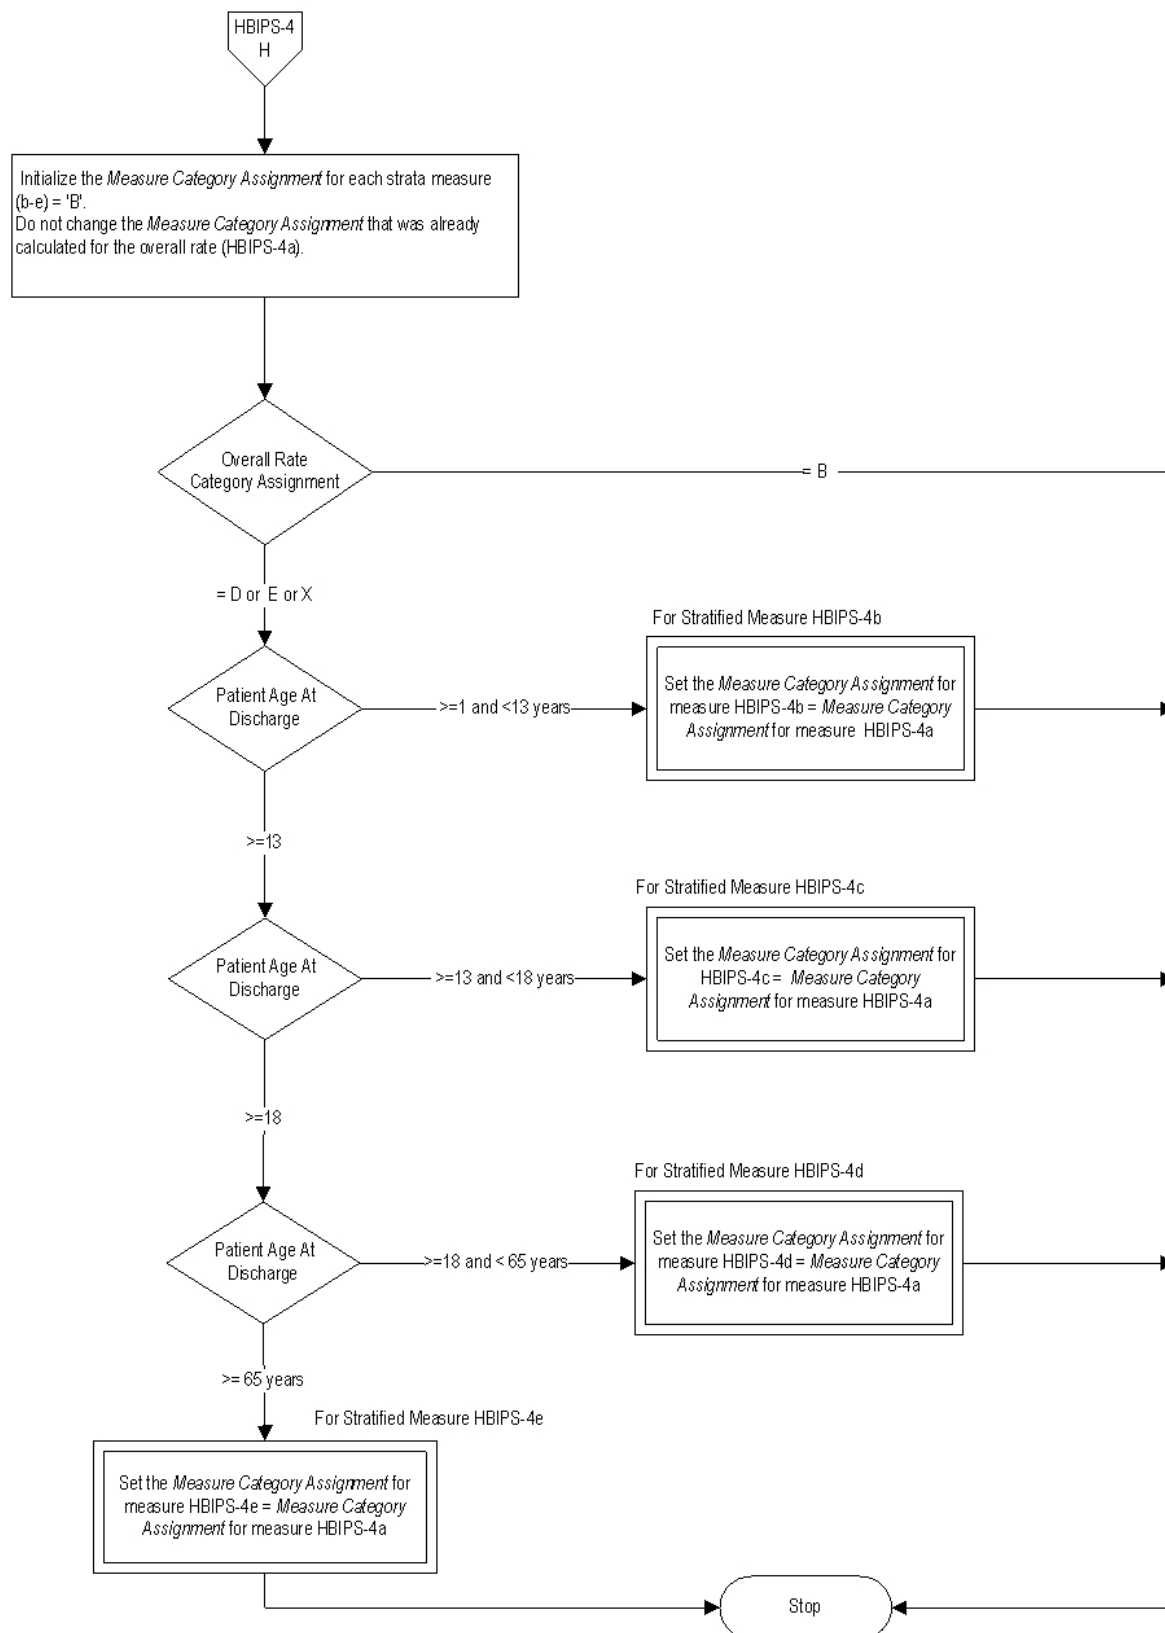 HBIPS-4
H
Initialize the Measure Category Assignment for each strata measure
(b-e) = 'B'.
Do not change the Measure Category Assignment that was already
calculated for the overall rate (HBIPS-4a).
Overall Rate
Category Assignment
= B
= D or E or X
For Stratified Measure HBIPS-4b
Patient Age At
Discharge
>=1 and <13 years
Set the Measure Category Assignment for
measure HBIPS-4b = Measure Category
Assignment for measure HBIPS-4a
>=13
For Stratified Measure HBIPS-4c
Patient Age At
Discharge
>=13 and <18 years
Set the Measure Category Assignment for
HBIPS-4c = Measure Category
Assignment for measure HBIPS-4a
>=18
For Stratified Measure HBIPS-4d
Patient Age At
Discharge
>=18 and < 65 years
Set the Measure Category Assignment for
measure HBIPS-4d = Measure Category
Assignment for measure HBIPS-4a
>= 65 years
For Stratified Measure HBIPS-4e
Set the Measure Category Assignment for
measure HBIPS-4e = Measure Category
Assignment for measure HBIPS-4a
Stop